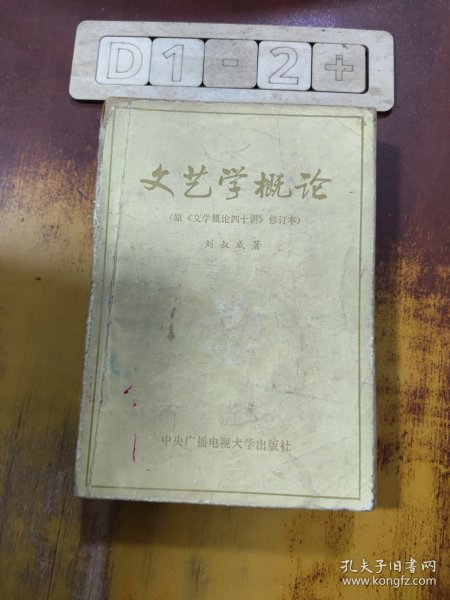 D1-2+
文艺学概论
(原《文学概论四十讲》修订本)
刘叔成著
中央广播电视大学出版社
孔夫子旧书网
www.kongfz.com